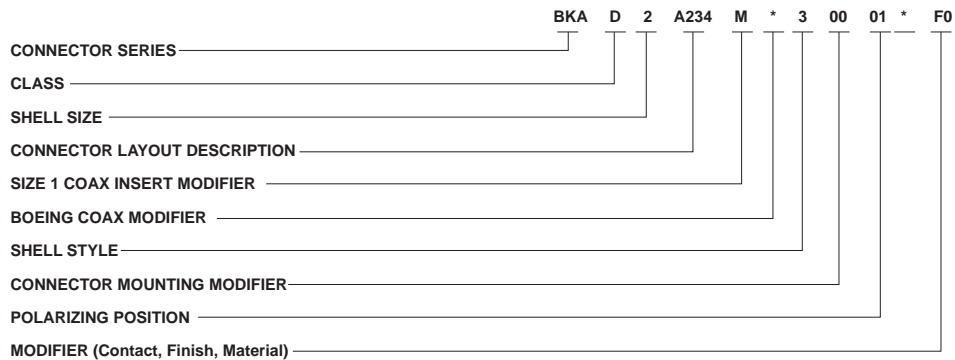 BKA D 2 A234 M * 3 00 01 * F0
CONNECTOR SERIES
CLASS
SHELL SIZE
CONNECTOR LAYOUT DESCRIPTION
SIZE 1 COAX INSERT MODIFIER
BOEING COAX MODIFIER
SHELL STYLE
CONNECTOR MOUNTING MODIFIER
POLARIZING POSITION
MODIFIER (Contact, Finish, Material)